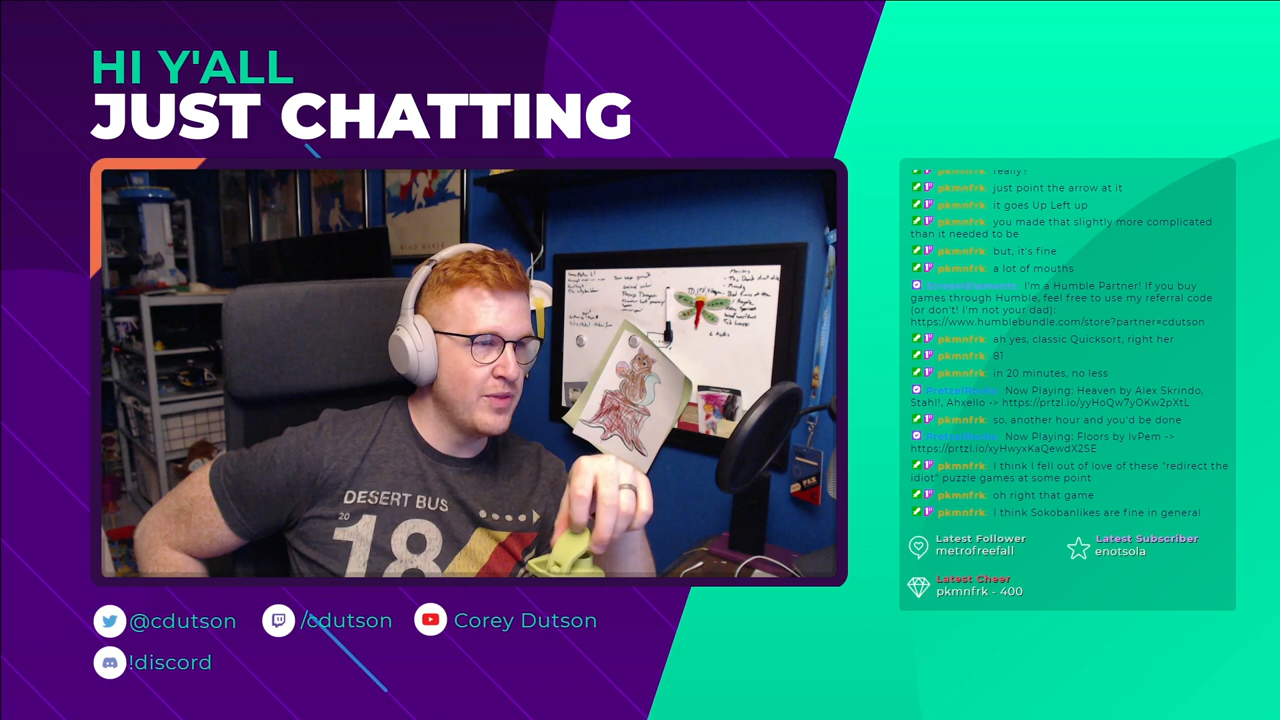 HI Y'ALL
JUST CHATTING
DESERT BUS
20
18
pkmnfrk: really?
pkmnfrk: just point the arrow at it
pkmnfrk: it goes Up Left up
pkmnfrk: you made that slightly more complicated
than it needed to be
pkmnfrk: but, it's fine
pkmnfrk: a lot of mouths
StreamElements: I'm a Humble Partner! If you buy
games through Humble, feel free to use my referral code
(or don't! I'm not your dad):
https://www.humblebundle.com/store?partner=cdutson
pkmnfrk: ah yes, classic Quicksort, right her
pkmnfrk: 81
pkmnfrk: in 20 minutes, no less
PretzelRocks: Now Playing: Heaven by Alex Skrindo,
Stahl!, Ahxello -> https://prtzl.io/yyHoQw7yOKw2pXtL
pkmnfrk: so, another hour and you'd be done
PretzelRocks: Now Playing: Floors by IvPem ->
https://prtzl.io/xyHwyxKaQewdX2SE
pkmnfrk: I think I fell out of love of these "redirect the
idiot" puzzle games at some point
pkmnfrk: oh right that game
pkmnfrk: I think Sokobanlikes are fine in general
Latest Follower
metrofreefall
Latest Subscriber
enotsola
Latest Cheer
pkmnfrk - 400
@cdutson
/cdutson
Corey Dutson
!discord